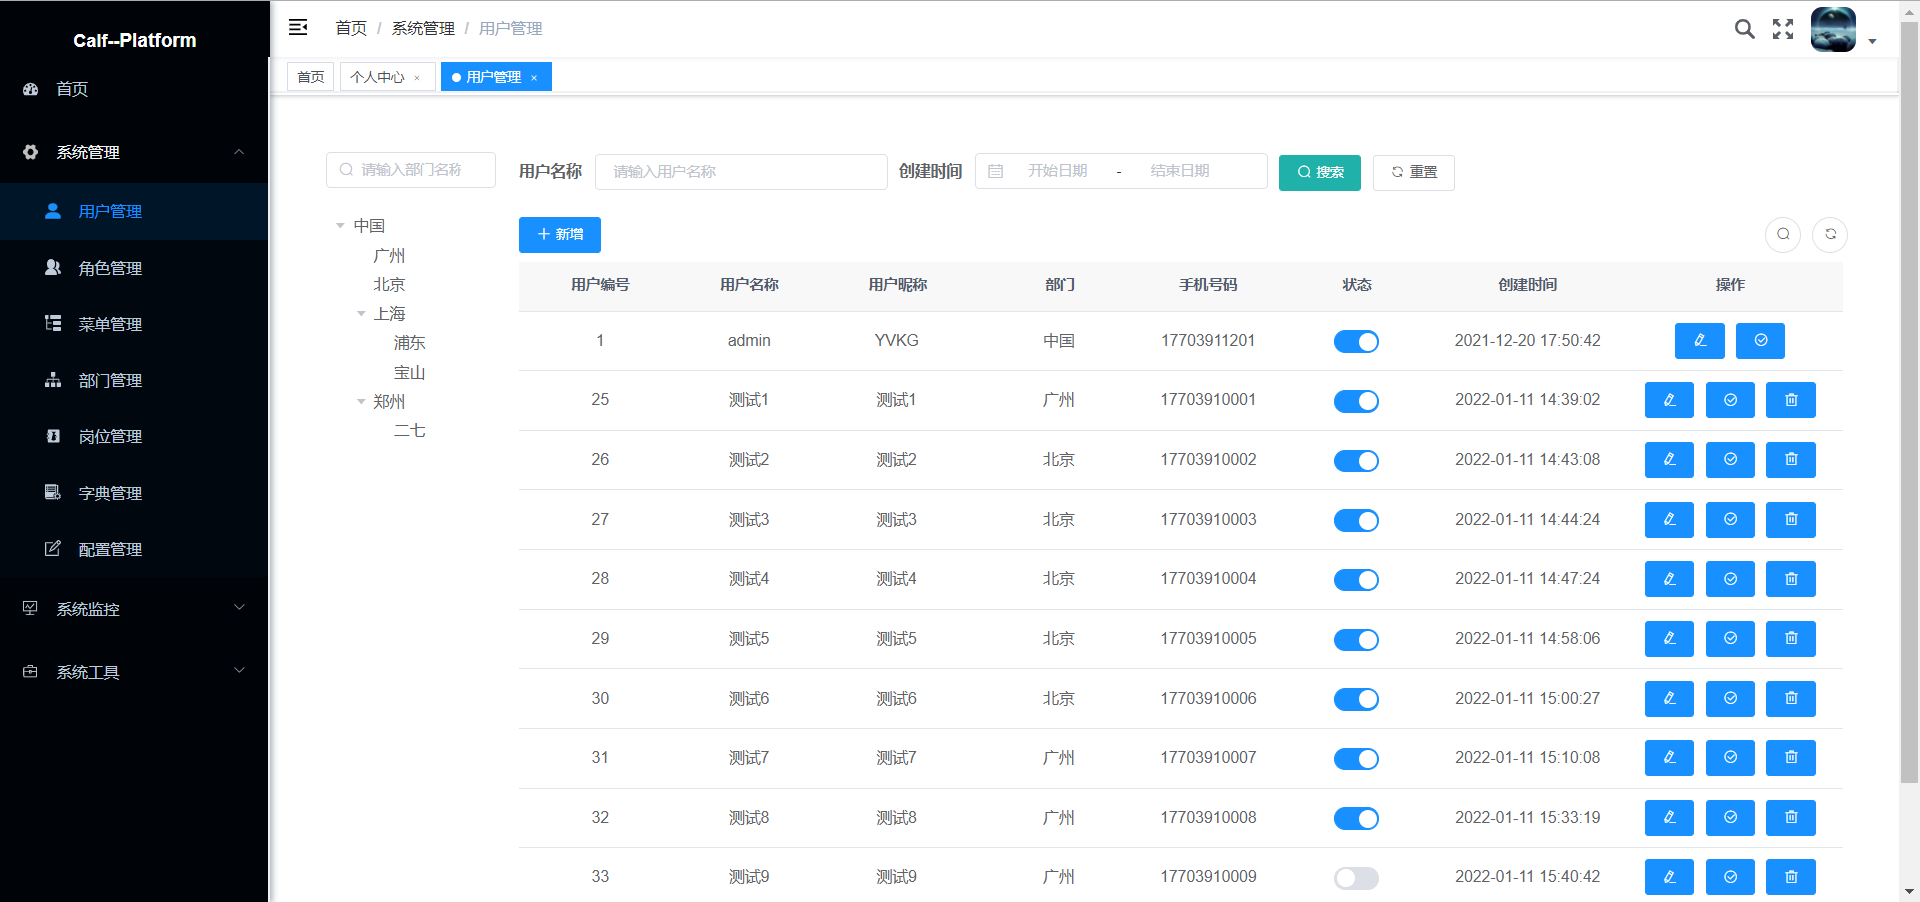 Calf--Platform
首页
系统管理
用户管理
角色管理
菜单管理
部门管理
岗位管理
字典管理
配置管理
系统监控
系统工具
首页 / 系统管理 / 用户管理
首页 个人中心 × 用户管理 ×
请输入部门名称
中国
广州
北京
上海
浦东
宝山
郑州
二七
用户名称 请输入用户名称 创建时间 开始日期 - 结束日期 搜索 重置
新增
用户编号 用户名称 用户昵称 部门 手机号码 状态 创建时间 操作
1 admin YVKG 中国 17703911201 2021-12-20 17:50:42
25 测试1 测试1 广州 17703910001 2022-01-11 14:39:02
26 测试2 测试2 北京 17703910002 2022-01-11 14:43:08
27 测试3 测试3 北京 17703910003 2022-01-11 14:44:24
28 测试4 测试4 北京 17703910004 2022-01-11 14:47:24
29 测试5 测试5 北京 17703910005 2022-01-11 14:58:06
30 测试6 测试6 北京 17703910006 2022-01-11 15:00:27
31 测试7 测试7 广州 17703910007 2022-01-11 15:10:08
32 测试8 测试8 广州 17703910008 2022-01-11 15:33:19
33 测试9 测试9 广州 17703910009 2022-01-11 15:40:42